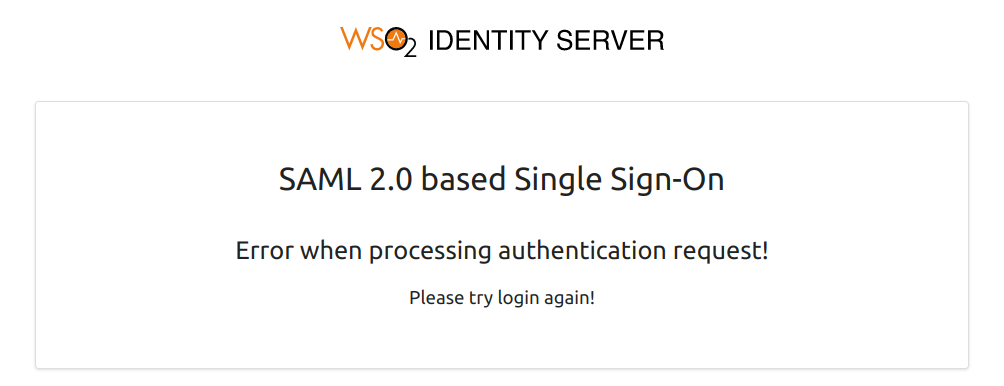 WSO2 IDENTITY SERVER
SAML 2.0 based Single Sign-On
Error when processing authentication request!
Please try login again!